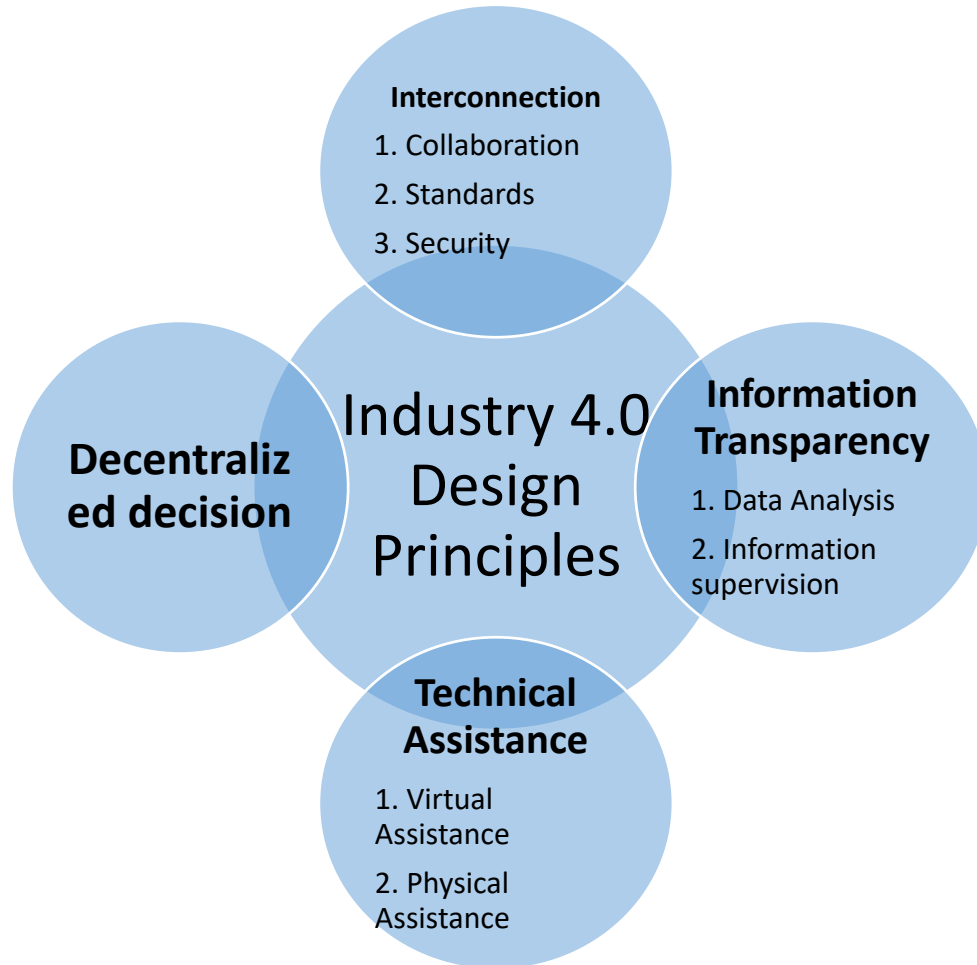 Interconnection
1. Collaboration
2. Standards
3. Security
Industry 4.0
Design
Principles
Decentraliz
ed decision
Information
Transparency
1. Data Analysis
2. Information
supervision
Technical
Assistance
1. Virtual
Assistance
2. Physical
Assistance